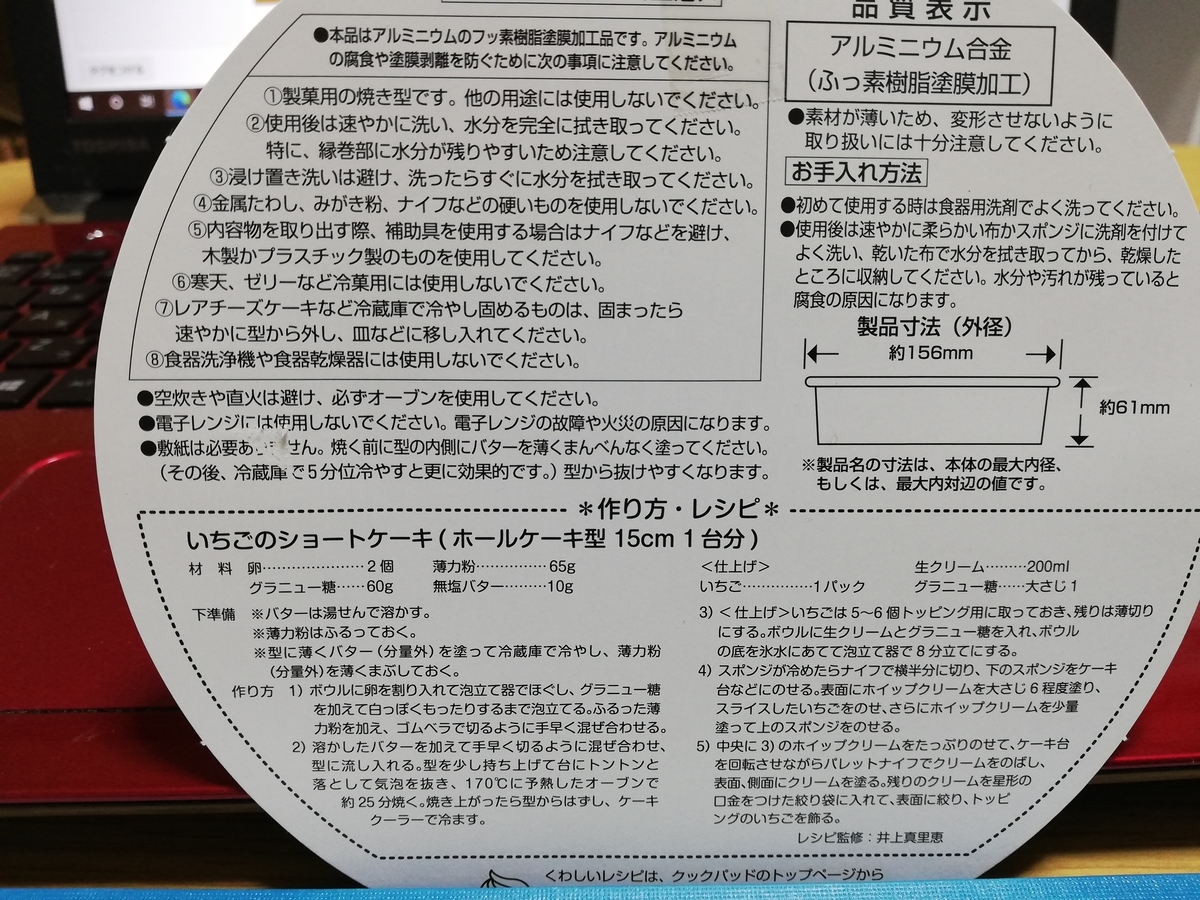 品質表示
アルミニウム合金
（ふっ素樹脂塗膜加工）
●素材が薄いため、変形させないように
取り扱いには十分注意してください。
お手入れ方法
●初めて使用する時は食器用洗剤でよく洗ってください。
●使用後は速やかに柔らかい布かスポンジに洗剤を付けて
よく洗い、乾いた布で水分を拭き取ってから、乾燥した
ところに収納してください。水分や汚れが残っていると
腐食の原因になります。
製品寸法（外径）
約156mm
約61mm
※製品名の寸法は、本体の最大内径、
もしくは、最大内対辺の値です。
●本品はアルミニウムのフッ素樹脂塗膜加工品です。アルミニウム
の腐食や塗膜剥離を防ぐために次の事項に注意してください。
①製菓用の焼き型です。他の用途には使用しないでください。
②使用後は速やかに洗い、水分を完全に拭き取ってください。
特に、縁巻部に水分が残りやすいため注意してください。
③浸け置き洗いは避け、洗ったらすぐに水分を拭き取ってください。
④金属たわし、みがき粉、ナイフなどの硬いものを使用しないでください。
⑤内容物を取り出す際、補助具を使用する場合はナイフなどを避け、
木製かプラスチック製のものを使用してください。
⑥寒天、ゼリーなど冷菓用には使用しないでください。
⑦レアチーズケーキなど冷蔵庫で冷やし固めるものは、固まったら
速やかに型から外し、皿などに移し入れてください。
⑧食器洗浄機や食器乾燥器には使用しないでください。
●空炊きや直火は避け、必ずオーブンを使用してください。
●電子レンジには使用しないでください。電子レンジの故障や火災の原因になります。
●敷紙は必要あ せん。焼く前に型の内側にバターを薄くまんべんなく塗ってください。
（その後、冷蔵庫で5分位冷やすと更に効果的です。）型から抜けやすくなります。
＊作り方・レシピ＊
いちごのショートケーキ（ホールケーキ型 15cm 1台分）
材料 卵…………………2個 薄力粉…………65g
グラニュー糖……60g 無塩バター………10g
下準備 ※バターは湯せんで溶かす。
※薄力粉はふるっておく。
※型に薄くバター（分量外）を塗って冷蔵庫で冷やし、薄力粉
（分量外）を薄くまぶしておく。
作り方 1）ボウルに卵を割り入れて泡立て器でほぐし、グラニュー糖
を加えて白っぽくもったりするまで泡立てる。ふるった薄
力粉を加え、ゴムベラで切るように手早く混ぜ合わせる。
2）溶かしたバターを加えて手早く切るように混ぜ合わせ、
型に流し入れる。型を少し持ち上げて台にトントンと
落として気泡を抜き、170℃に予熱したオーブンで
約25分焼く。焼き上がったら型からはずし、ケーキ
クーラーで冷ます。
＜仕上げ＞ 生クリーム………200ml
いちご……………1パック グラニュー糖……大さじ1
3）＜仕上げ＞いちごは5〜6個トッピング用に取っておき、残りは薄切り
にする。ボウルに生クリームとグラニュー糖を入れ、ボウル
の底を氷水にあてて泡立て器で8分立てにする。
4）スポンジが冷めたらナイフで横半分に切り、下のスポンジをケーキ
台などにのせる。表面にホイップクリームを大さじ6程度塗り、
スライスしたいちごをのせ、さらにホイップクリームを少量
塗って上のスポンジをのせる。
5）中央に3）のホイップクリームをたっぷりのせて、ケーキ台
を回転させながらパレットナイフでクリームをのばし、
表面、側面にクリームを塗る。残りのクリームを星形の
口金をつけた絞り袋に入れて、表面に絞り、トッピ
ングのいちごを飾る。
レシピ監修：井上真里恵
くわしいレシピは、クックパッドのトップページから